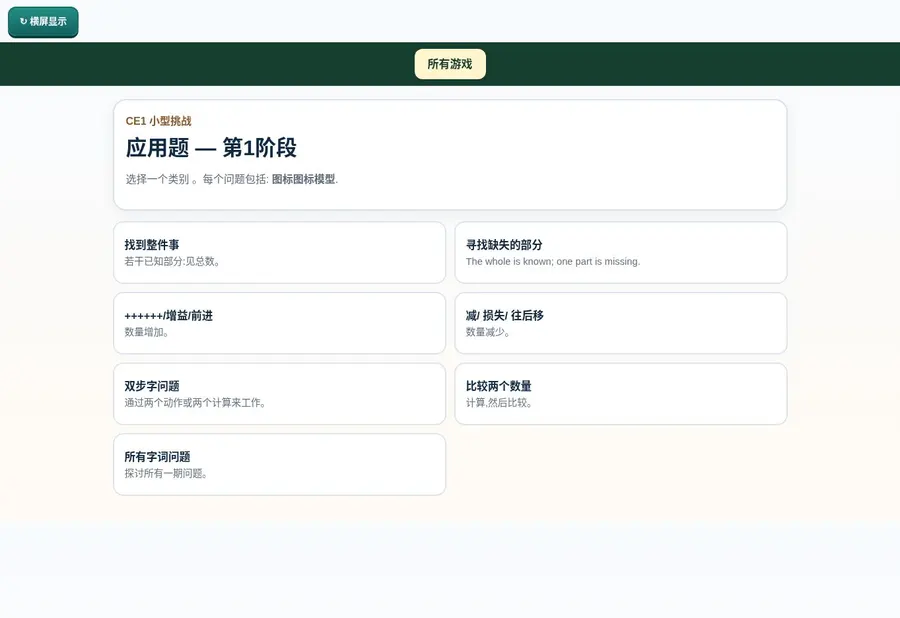 ↻ 横屏显示
所有游戏
CE1 小型挑战
应用题 — 第1阶段
选择一个类别 。每个问题包括: 图标图标模型.
找到整件事
若干已知部分:见总数。
寻找缺失的部分
The whole is known; one part is missing.
++++++/增益/前进
数量增加。
减/ 损失/ 往后移
数量减少。
双步字问题
通过两个动作或两个计算来工作。
比较两个数量
计算,然后比较。
所有字词问题
探讨所有一期问题。